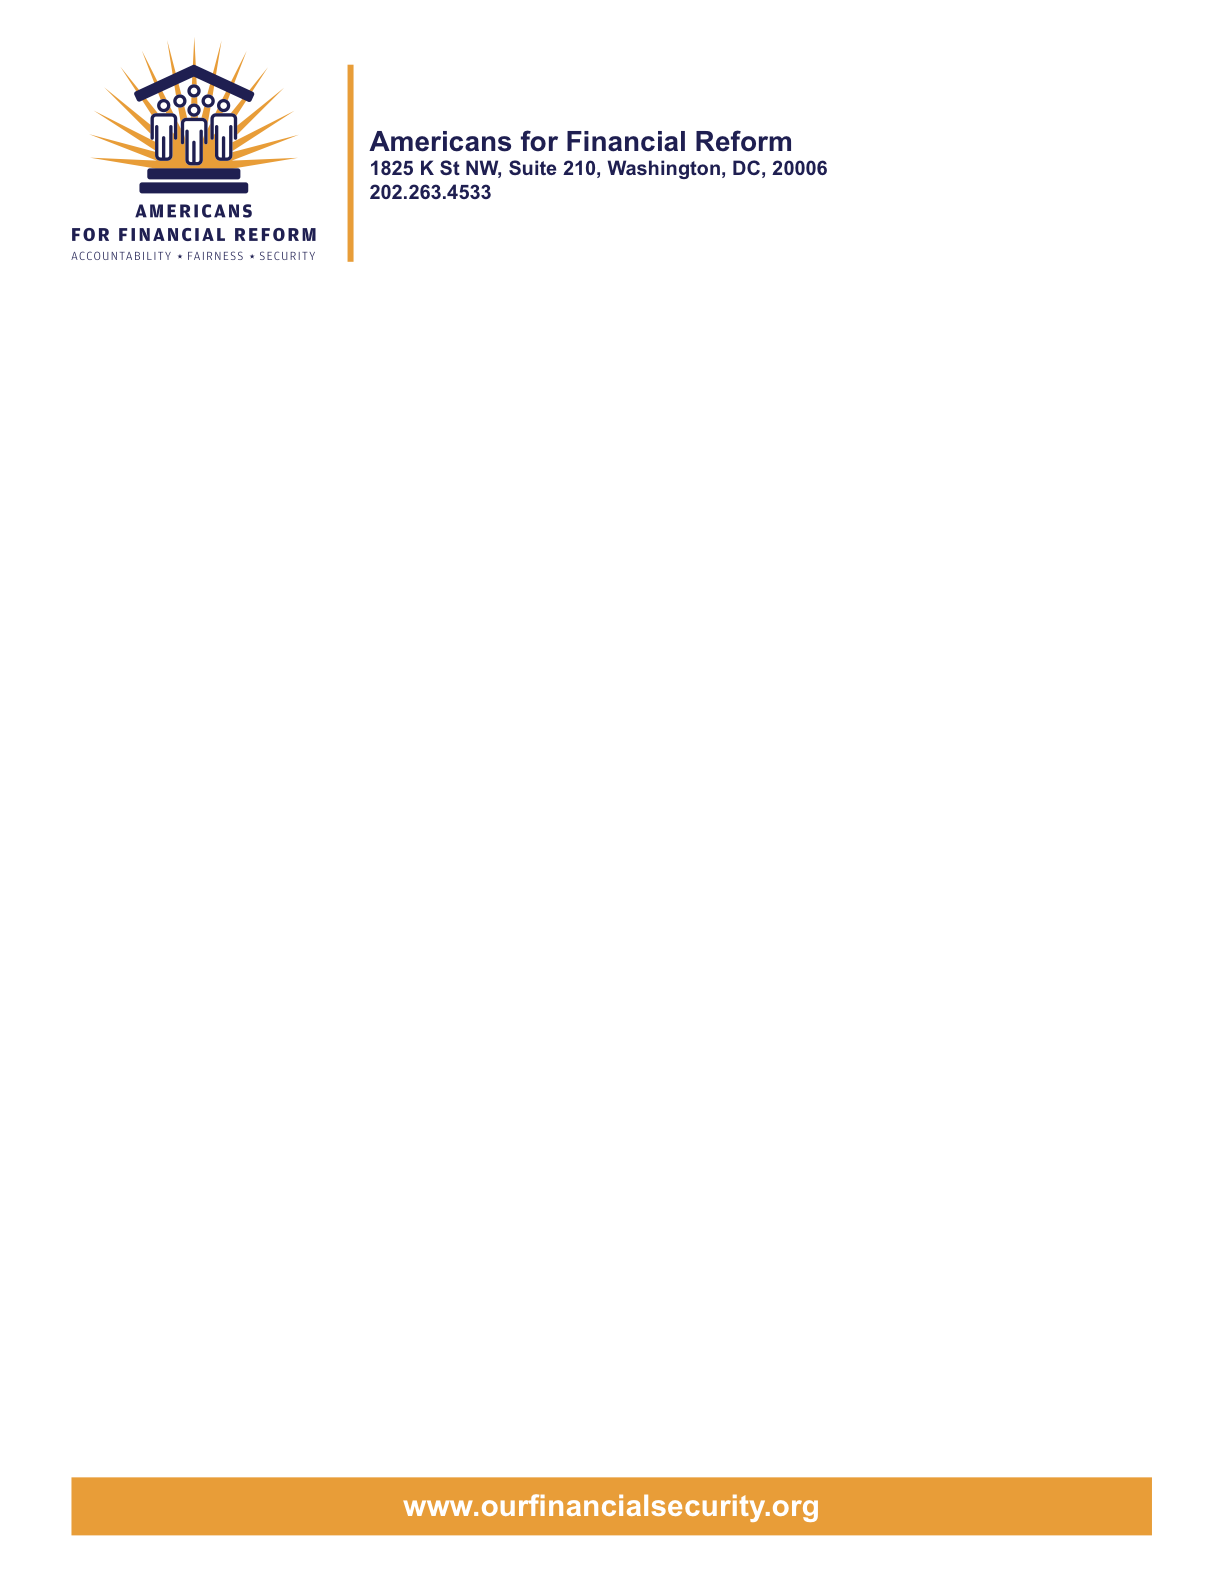 AMERICANS
FOR FINANCIAL REFORM
ACCOUNTABILITY ★ FAIRNESS ★ SECURITY
Americans for Financial Reform
1825 K St NW, Suite 210, Washington, DC, 20006
202.263.4533
www.ourfinancialsecurity.org